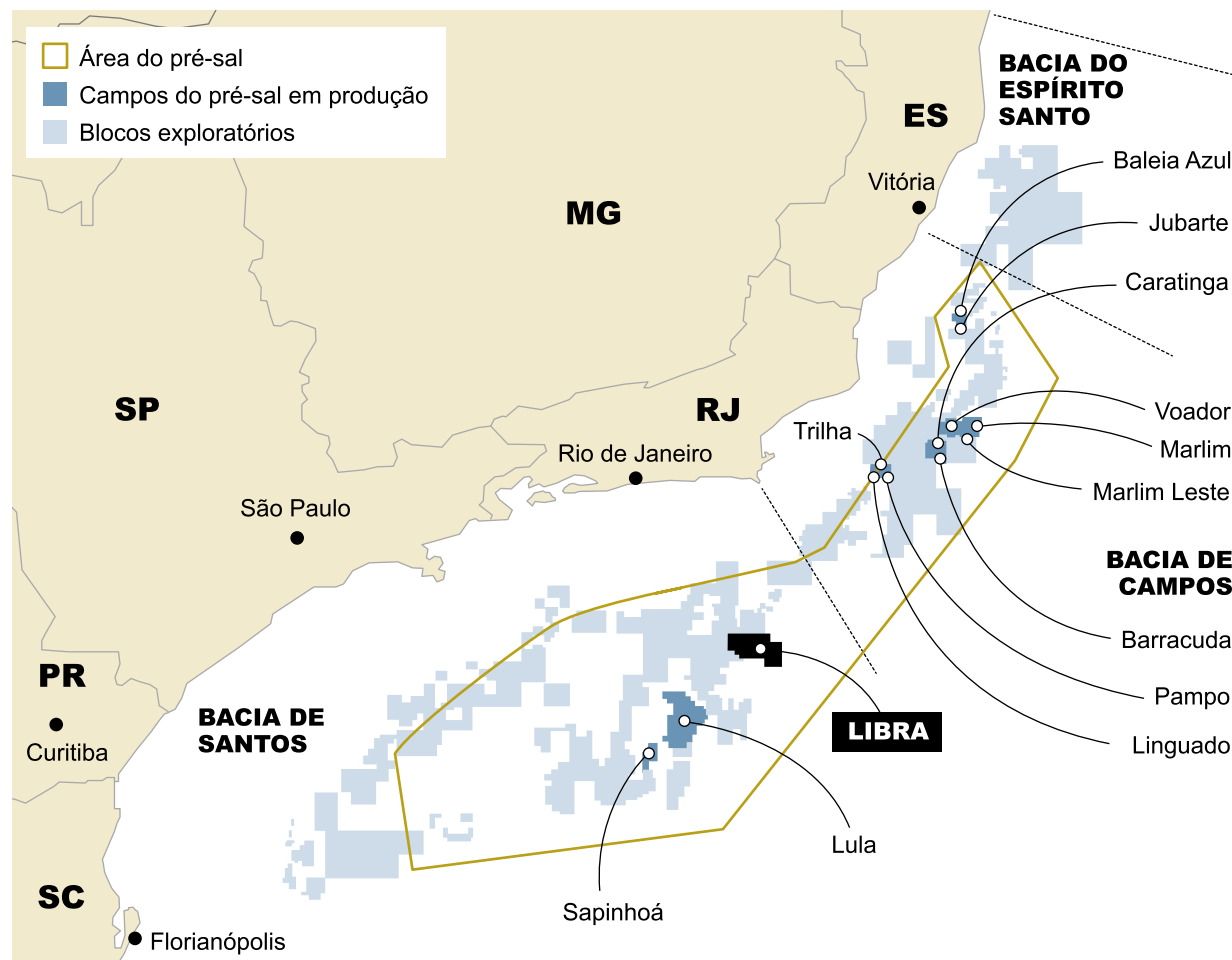 Área do pré-sal
Campos do pré-sal em produção
Blocos exploratórios
BACIA DO
ESPÍRITO
SANTO
ES
Baleia Azul
Vitória
MG
Jubarte
Caratinga
SP
RJ
Voador
Trilha
Marlim
Rio de Janeiro
Marlim Leste
São Paulo
BACIA DE
CAMPOS
Barracuda
PR
Pampo
BACIA DE
SANTOS
LIBRA
Curitiba
Linguado
Lula
SC
Sapinhoá
Florianópolis